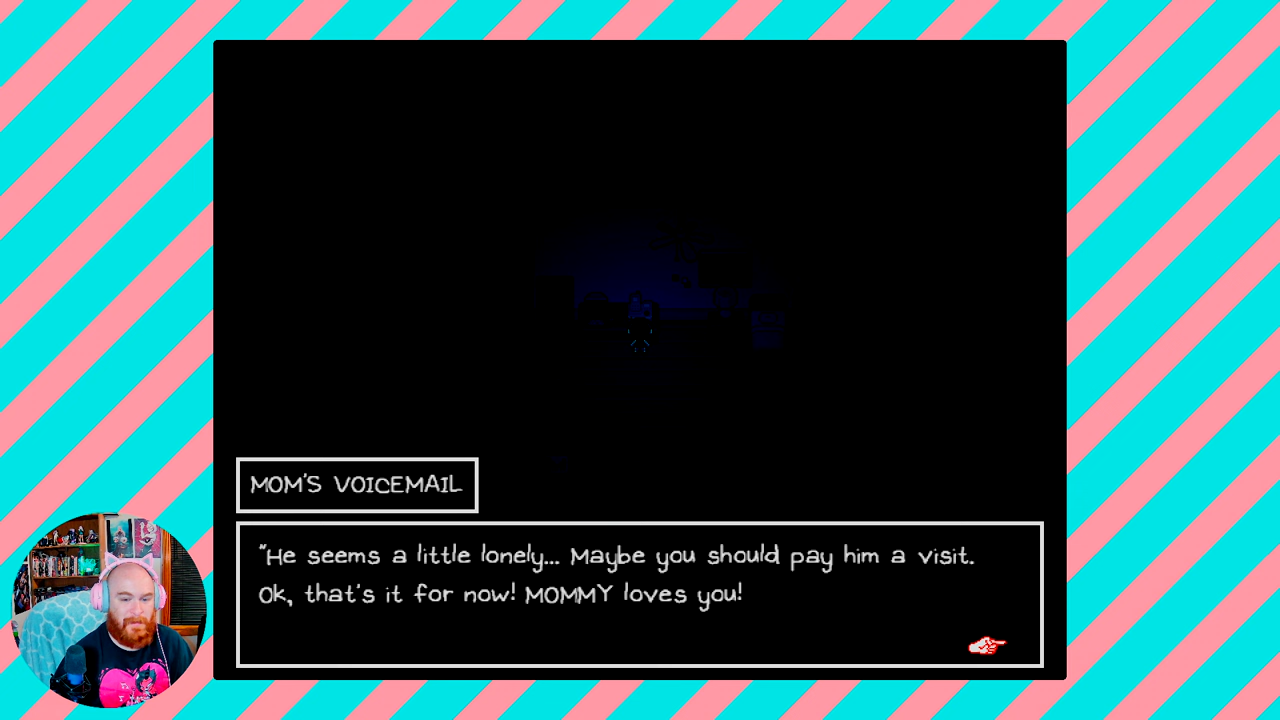 MOM'S VOICEMAIL
"He seems a little lonely... Maybe you should pay him a visit.
Ok, that's it for now! MOMMY loves you!